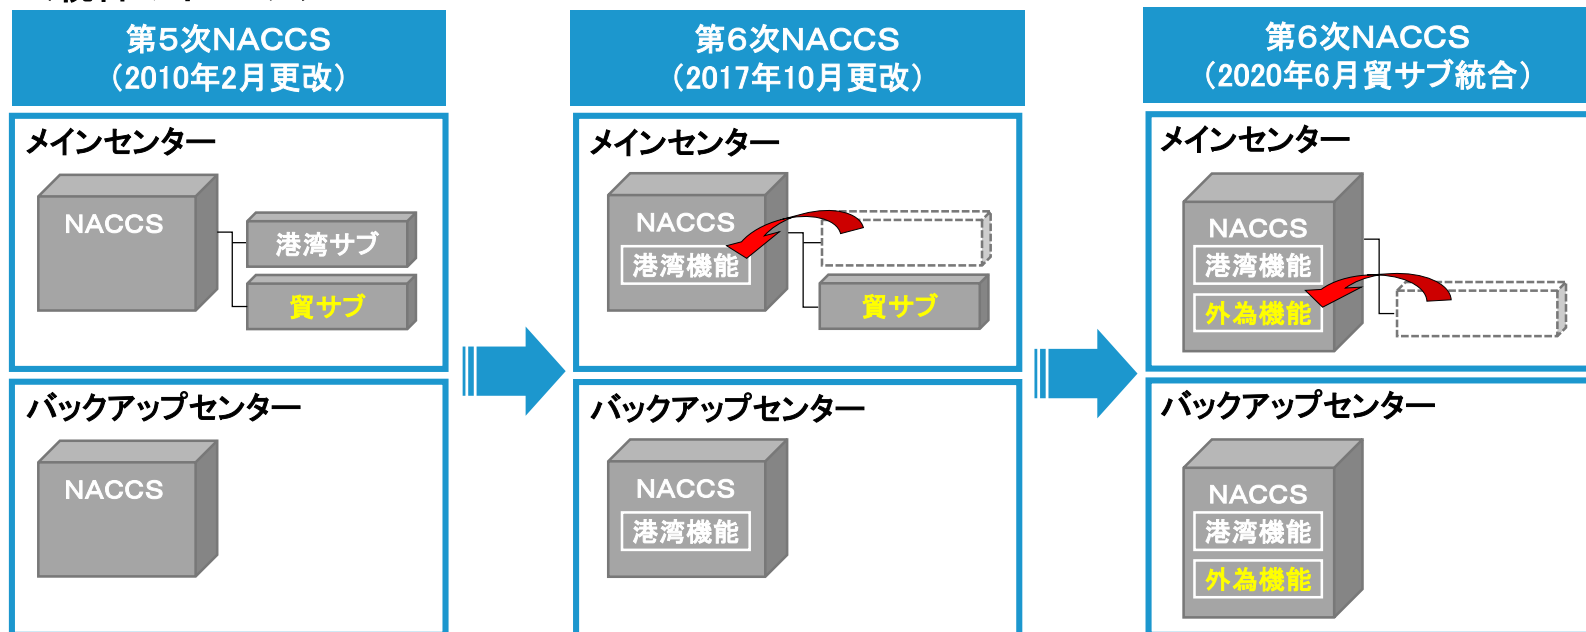 第5次NACCS
（2010年2月更改）
メインセンター
NACCS
港湾サブ
貿サブ
バックアップセンター
NACCS
第6次NACCS
（2017年10月更改）
メインセンター
NACCS
港湾機能
貿サブ
バックアップセンター
NACCS
港湾機能
第6次NACCS
（2020年6月貿サブ統合）
メインセンター
NACCS
港湾機能
外為機能
バックアップセンター
NACCS
港湾機能
外為機能